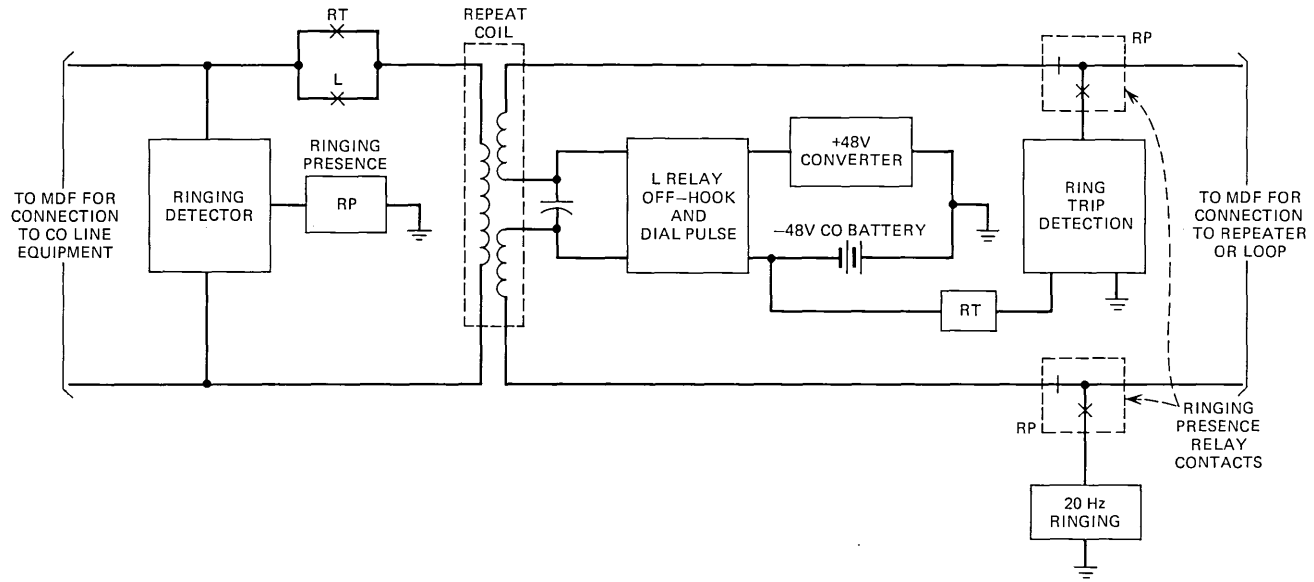 RT
L
REPEAT
COIL
RP
TO MDF FOR
CONNECTION
TO CO LINE
EQUIPMENT
RINGING
DETECTOR
RINGING
PRESENCE
RP
L RELAY
OFF-HOOK
AND
DIAL PULSE
+48V
CONVERTER
-48V CO BATTERY
RT
RING
TRIP
DETECTION
TO MDF FOR
CONNECTION
TO REPEATER
OR LOOP
RP
RINGING
PRESENCE
RELAY
CONTACTS
20 Hz
RINGING